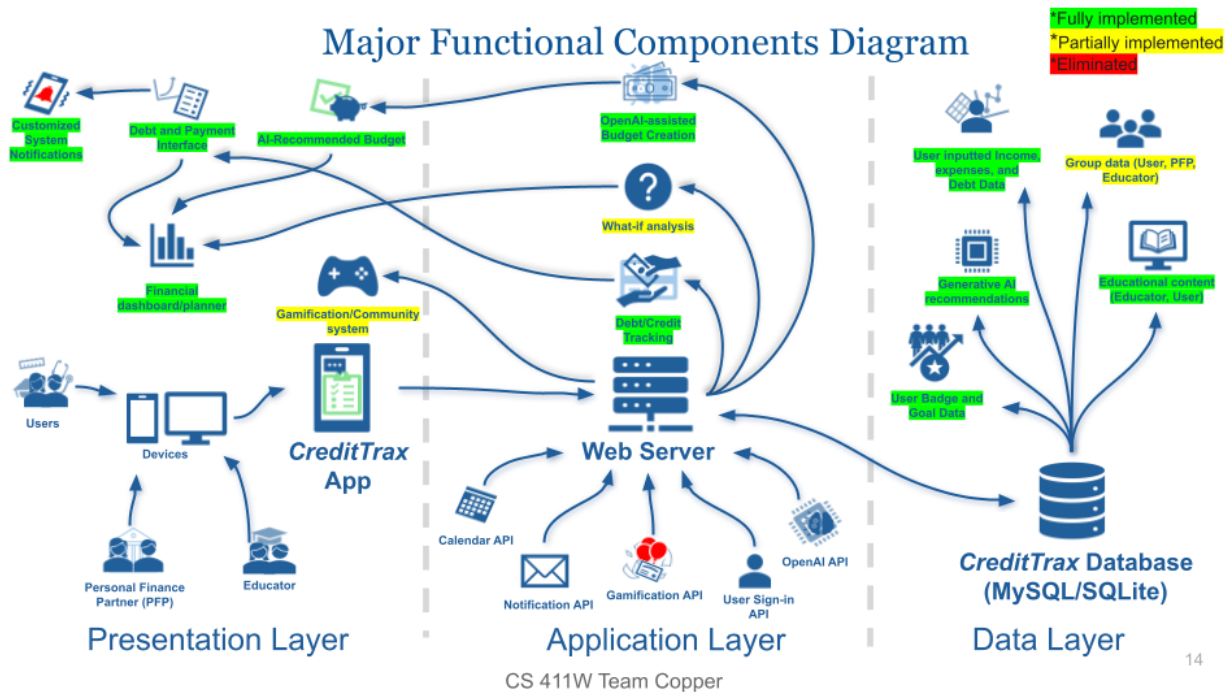 Major Functional Components Diagram
*Fully implemented
*Partially implemented
*Eliminated
Customized
System
Notifications
Debt and Payment
Interface
AI-Recommended Budget
OpenAI-assisted
Budget Creation
User inputted Income,
expenses, and
Debt Data
Group data (User, PFP,
Educator)
What-if analysis
Financial
dashboard/planner
Gamification/Community
system
Debt/Credit
Tracking
Generative AI
recommendations
Educational content
(Educator, User)
User Badge and
Goal Data
Users
Devices
CreditTrax
App
Web Server
Personal Finance
Partner (PFP)
Educator
Calendar API
Notification API
Gamification API
User Sign-in
API
OpenAI API
CreditTrax Database
(MySQL/SQLite)
Presentation Layer
Application Layer
Data Layer
14
CS 411W Team Copper